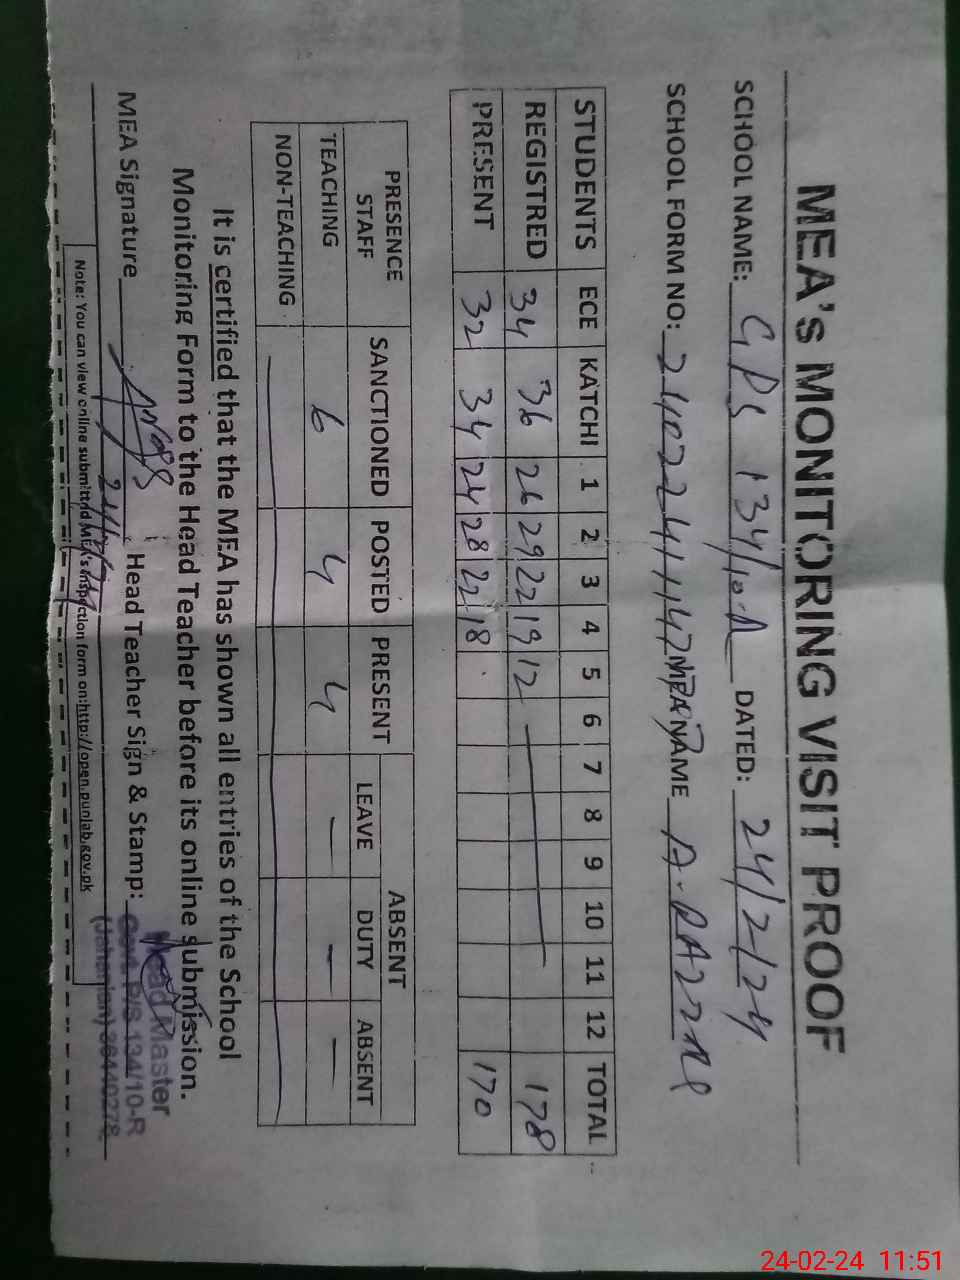 MEA's MONITORING VISIT PROOF
SCHOOL NAME: GPS 134/10-R DATED: 24/2/24
SCHOOL FORM NO: MEA NAME A. RAZZAQ
STUDENTS ECE KATCHI 1 2 3 4 5 6 7 8 9 10 11 12 TOTAL
REGISTRED 34 36 26 29 22 19 12 178
PRESENT 32 34 24 28 22 18 170
PRESENCE STAFF SANCTIONED POSTED PRESENT ABSENT
LEAVE DUTY ABSENT
TEACHING 6 4 4 - - -
NON-TEACHING
It is certified that the MEA has shown all entries of the School
Monitoring Form to the Head Teacher before its online submission.
MEA Signature Head Teacher Sign & Stamp:
24/2/24
Head Master
Govt. P/S 134/10-R
(Jahanian) 36440278
Note: You can view online submitted MEA's inspection form on:http://open.punjab.gov.pk
24-02-24 11:51